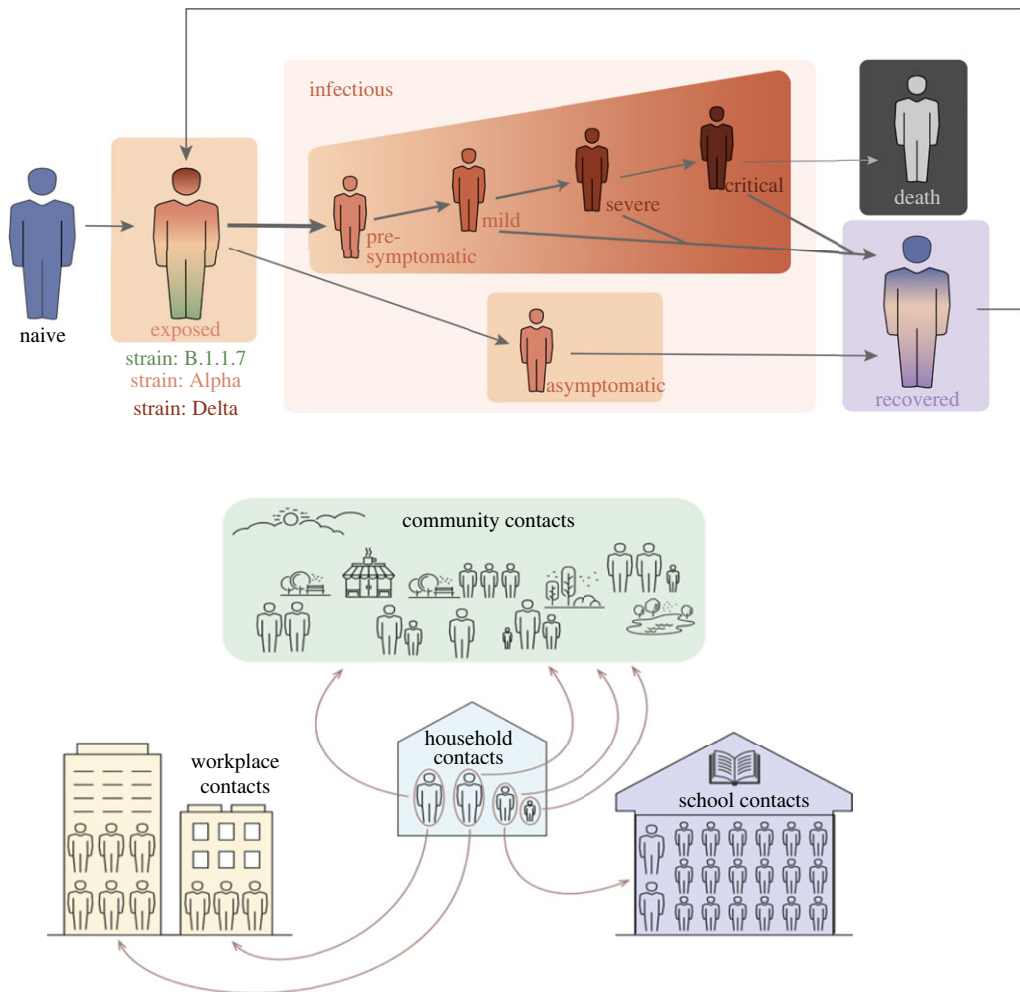 infectious
naive
exposed
strain: B.1.1.7
strain: Alpha
strain: Delta
pre-
symptomatic
mild
severe
critical
asymptomatic
death
recovered
community contacts
household
contacts
workplace
contacts
school contacts